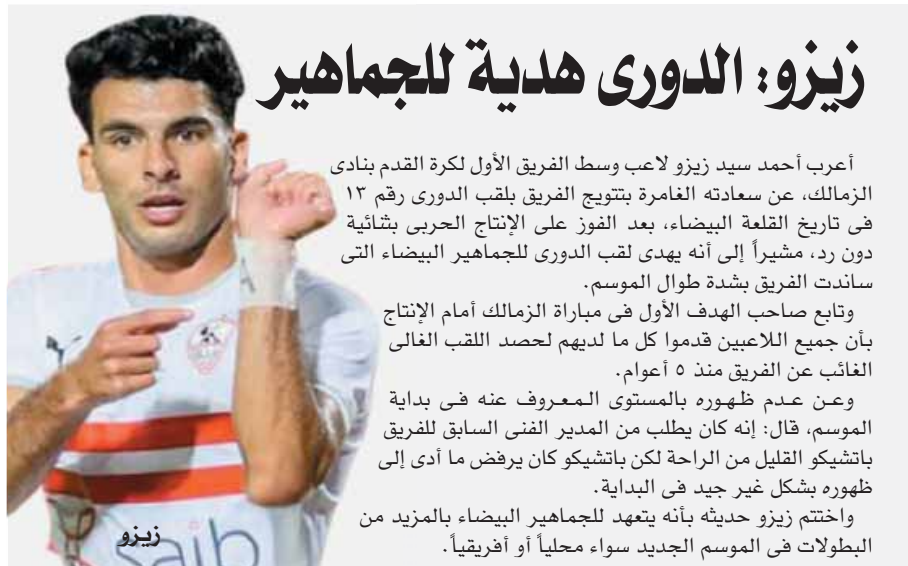 زيزو: الدورى هدية للجماهير
أعرب أحمد سيد زيزو لاعب وسط الفريق الأول لكرة القدم بنادى
الزمالك، عن سعادته الغامرة بتتويج الفريق بلقب الدورى رقم ١٣
فى تاريخ القلعة البيضاء، بعد الفوز على الإنتاج الحربى بثنائية
دون رد، مشيراً إلى أنه يهدى لقب الدورى للجماهير البيضاء التى
ساندت الفريق بشدة طوال الموسم.
وتابع صاحب الهدف الأول فى مباراة الزمالك أمام الإنتاج
بأن جميع اللاعبين قدموا كل ما لديهم لحصد اللقب الغالى
الغائب عن الفريق منذ ٥ أعوام.
وعن عدم ظهوره بالمستوى المعروف عنه فى بداية
الموسم، قال: إنه كان يطلب من المدير الفنى السابق للفريق
باتشيكو القليل من الراحة لكن باتشيكو كان يرفض ما أدى إلى
ظهوره بشكل غير جيد فى البداية.
واختتم زيزو حديثه بأنه يتعهد للجماهير البيضاء بالمزيد من
البطولات فى الموسم الجديد سواء محلياً أو أفريقياً.
زيزو
saib